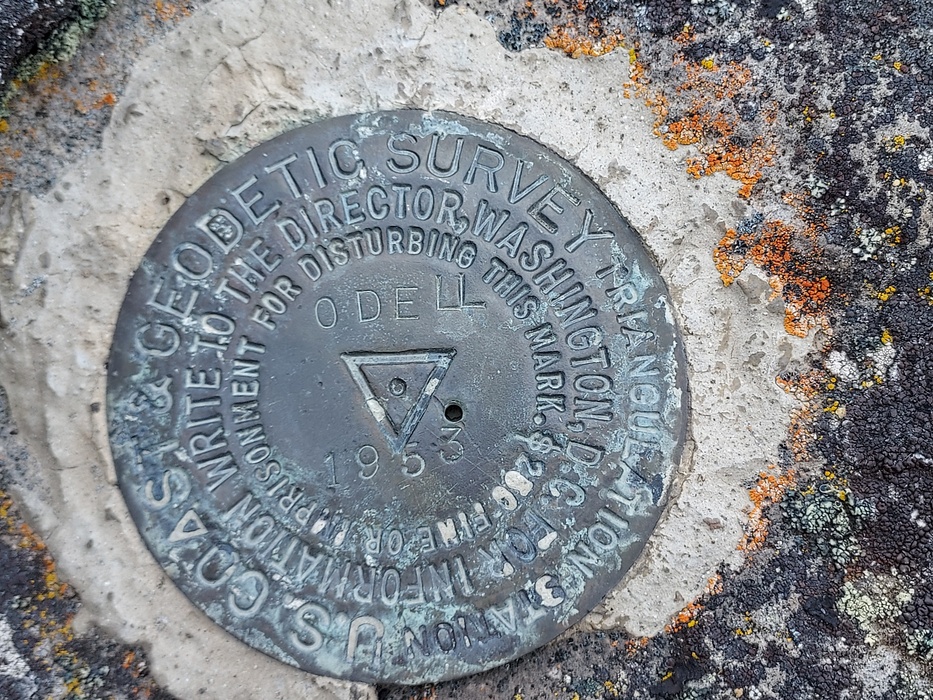 U.S. COAST & GEODETIC SURVEY TRIANGULATION STATION
WRITE TO THE DIRECTOR, WASHINGTON, D.C. FOR INFORMATION
$250 FINE OR IMPRISONMENT FOR DISTURBING THIS MARK.
ODELL
1953